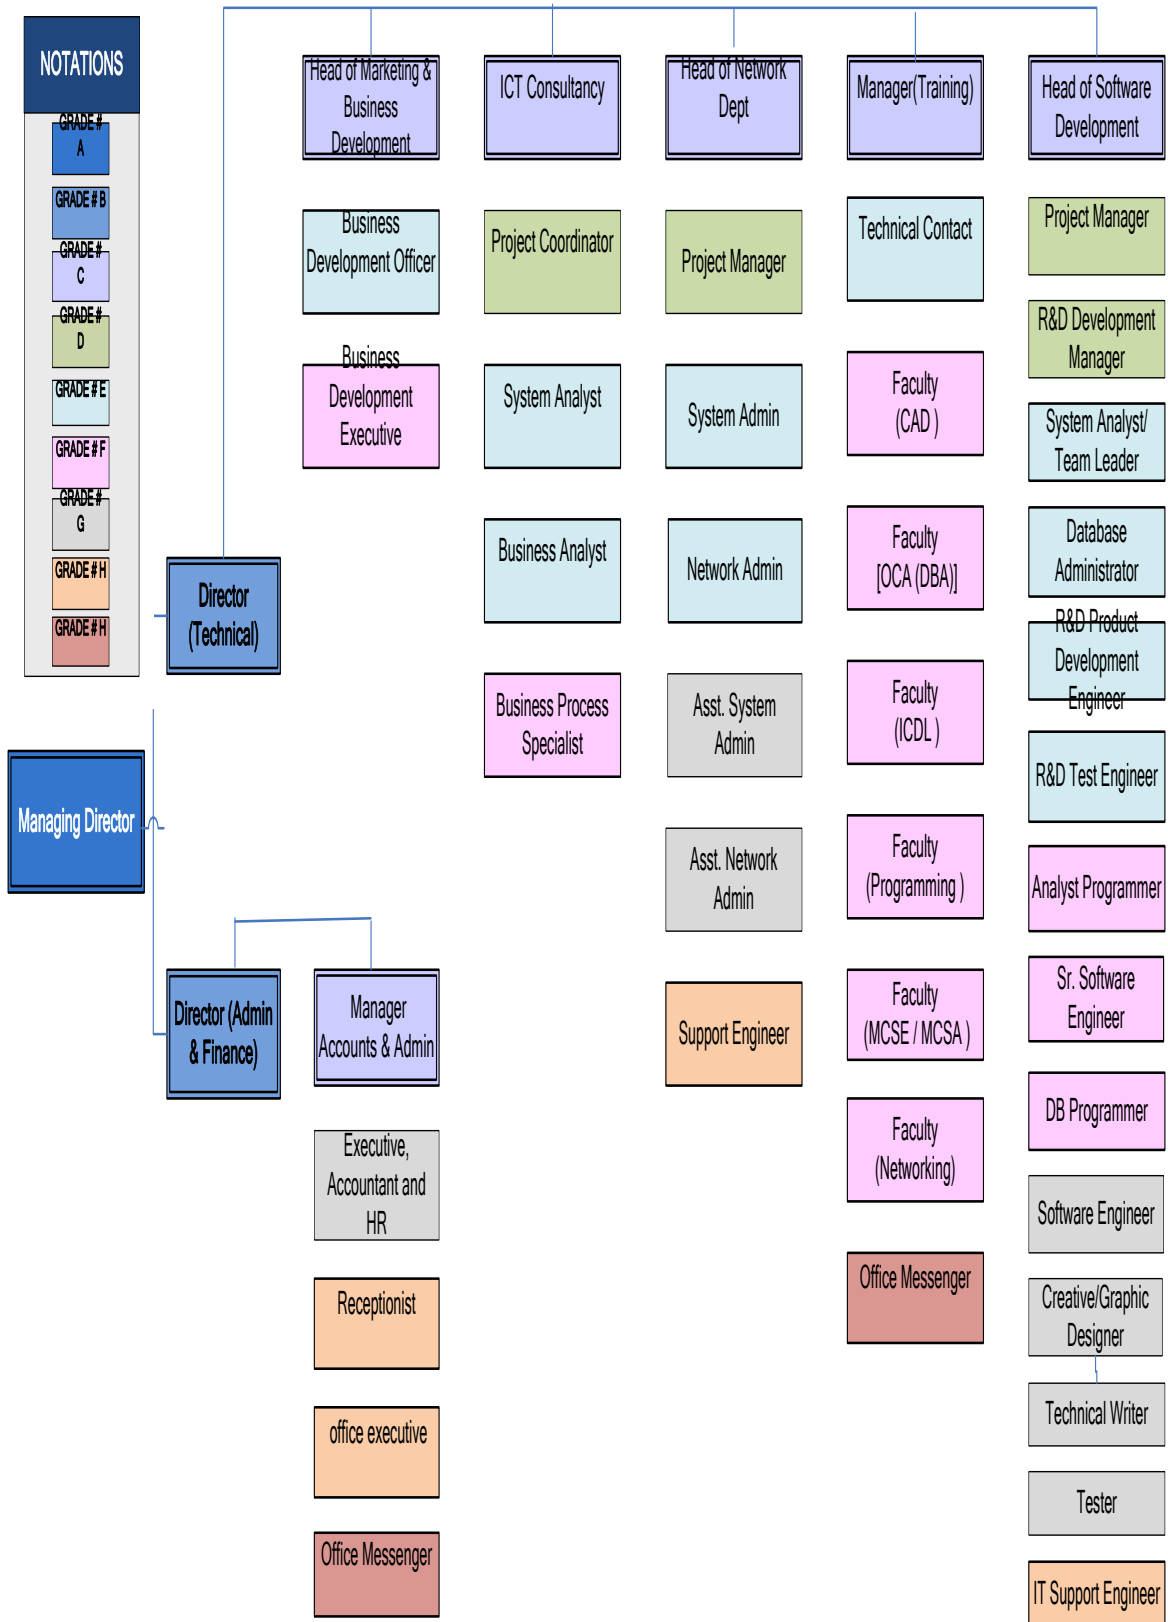 NOTATIONS
GRADE #
A
GRADE # B
GRADE #
C
GRADE #
D
GRADE # E
GRADE # F
GRADE #
G
GRADE # H
GRADE # H
Managing Director
Director
(Technical)
Director (Admin
& Finance)
Manager
Accounts & Admin
Executive,
Accountant and
HR
Receptionist
office executive
Office Messenger
Head of Marketing &
Business
Development
Business
Development Officer
Business
Development
Executive
ICT Consultancy
Project Coordinator
System Analyst
Business Analyst
Business Process
Specialist
Head of Network
Dept
Project Manager
System Admin
Network Admin
Asst. System
Admin
Asst. Network
Admin
Support Engineer
Manager(Training)
Technical Contact
Faculty
(CAD )
Faculty
[OCA (DBA)]
Faculty
(ICDL )
Faculty
(Programming )
Faculty
(MCSE / MCSA )
Faculty
(Networking)
Office Messenger
Head of Software
Development
Project Manager
R&D Development
Manager
System Analyst/
Team Leader
Database
Administrator
R&D Product
Development
Engineer
R&D Test Engineer
Analyst Programmer
Sr. Software
Engineer
DB Programmer
Software Engineer
Creative/Graphic
Designer
Technical Writer
Tester
IT Support Engineer